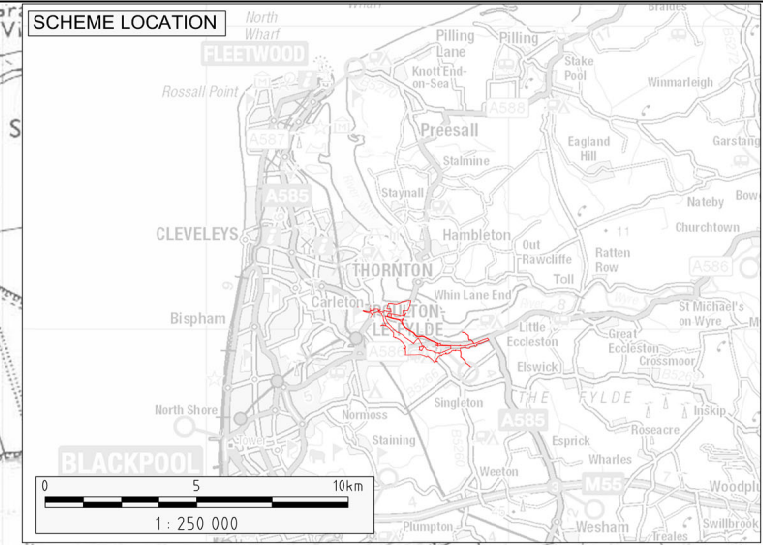 SCHEME LOCATION
North
Wharf
FLEETWOOD
Rossall Point
Pilling
Lane
Pilling
Knott End-
on-Sea
Stake
Pool
Winmarleigh
A588
A587
Preesall
Eagland
Hill
Garstang
Stalmine
A585
Staynall
Nateby
CLEVELEYS
Hambleton
Churchtown
11
Out
Rawcliffe
Ratten
Row
Toll
A586
THORNTON
Carleton
Whin Lane End
St Michael's
on Wyre
Bispham
Little
Eccleston
Great
Eccleston
Crossmoor
Elswick
Singleton
THE FYLDE
North Shore
Normoss
A585
Inskip
Roseacre
Staining
Esprick
Wharles
BLACKPOOL
Weeton
M55
Woodplu
0 5 10km
1 : 250 000
Plumpton
Wesham
Treales
Swillbrook